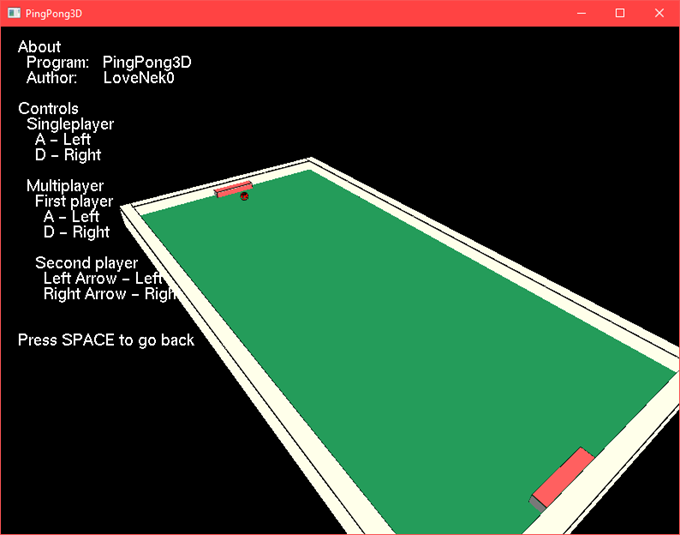 PingPong3D
About
Program: PingPong3D
Author: LoveNek0
Controls
Singleplayer
A - Left
D - Right
Multiplayer
First player
A - Left
D - Right
Second player
Left Arrow - Left
Right Arrow - Right
Press SPACE to go back